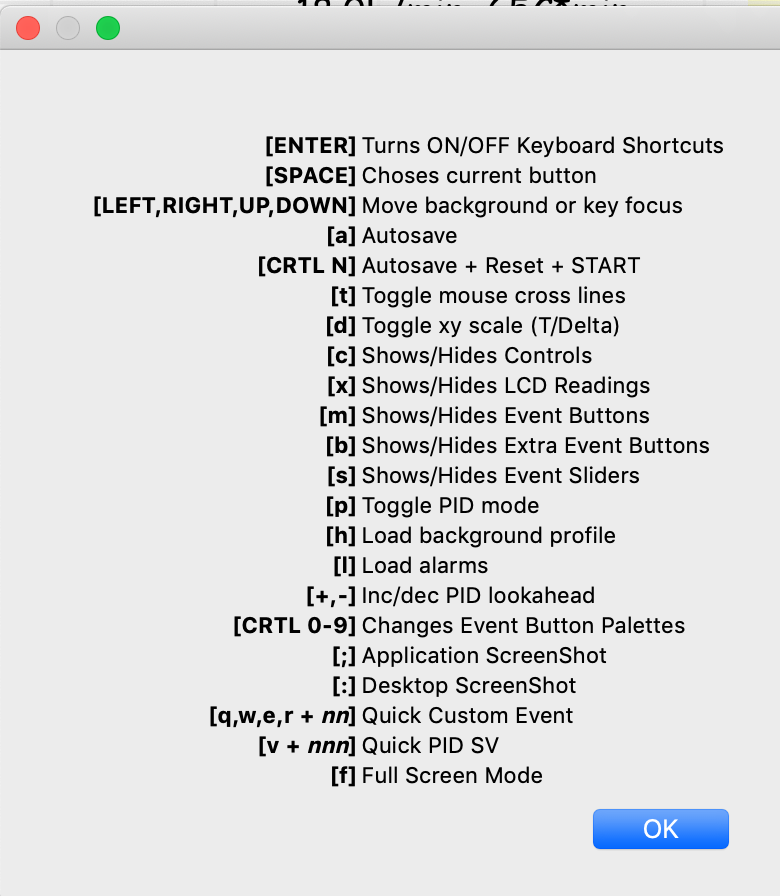 [ENTER] Turns ON/OFF Keyboard Shortcuts
[SPACE] Choses current button
[LEFT,RIGHT,UP,DOWN] Move background or key focus
[a] Autosave
[CRTL N] Autosave + Reset + START
[t] Toggle mouse cross lines
[d] Toggle xy scale (T/Delta)
[c] Shows/Hides Controls
[x] Shows/Hides LCD Readings
[m] Shows/Hides Event Buttons
[b] Shows/Hides Extra Event Buttons
[s] Shows/Hides Event Sliders
[p] Toggle PID mode
[h] Load background profile
[l] Load alarms
[+,-] Inc/dec PID lookahead
[CRTL 0-9] Changes Event Button Palettes
[;] Application ScreenShot
[:] Desktop ScreenShot
[q,w,e,r + nn] Quick Custom Event
[v + nnn] Quick PID SV
[f] Full Screen Mode
OK